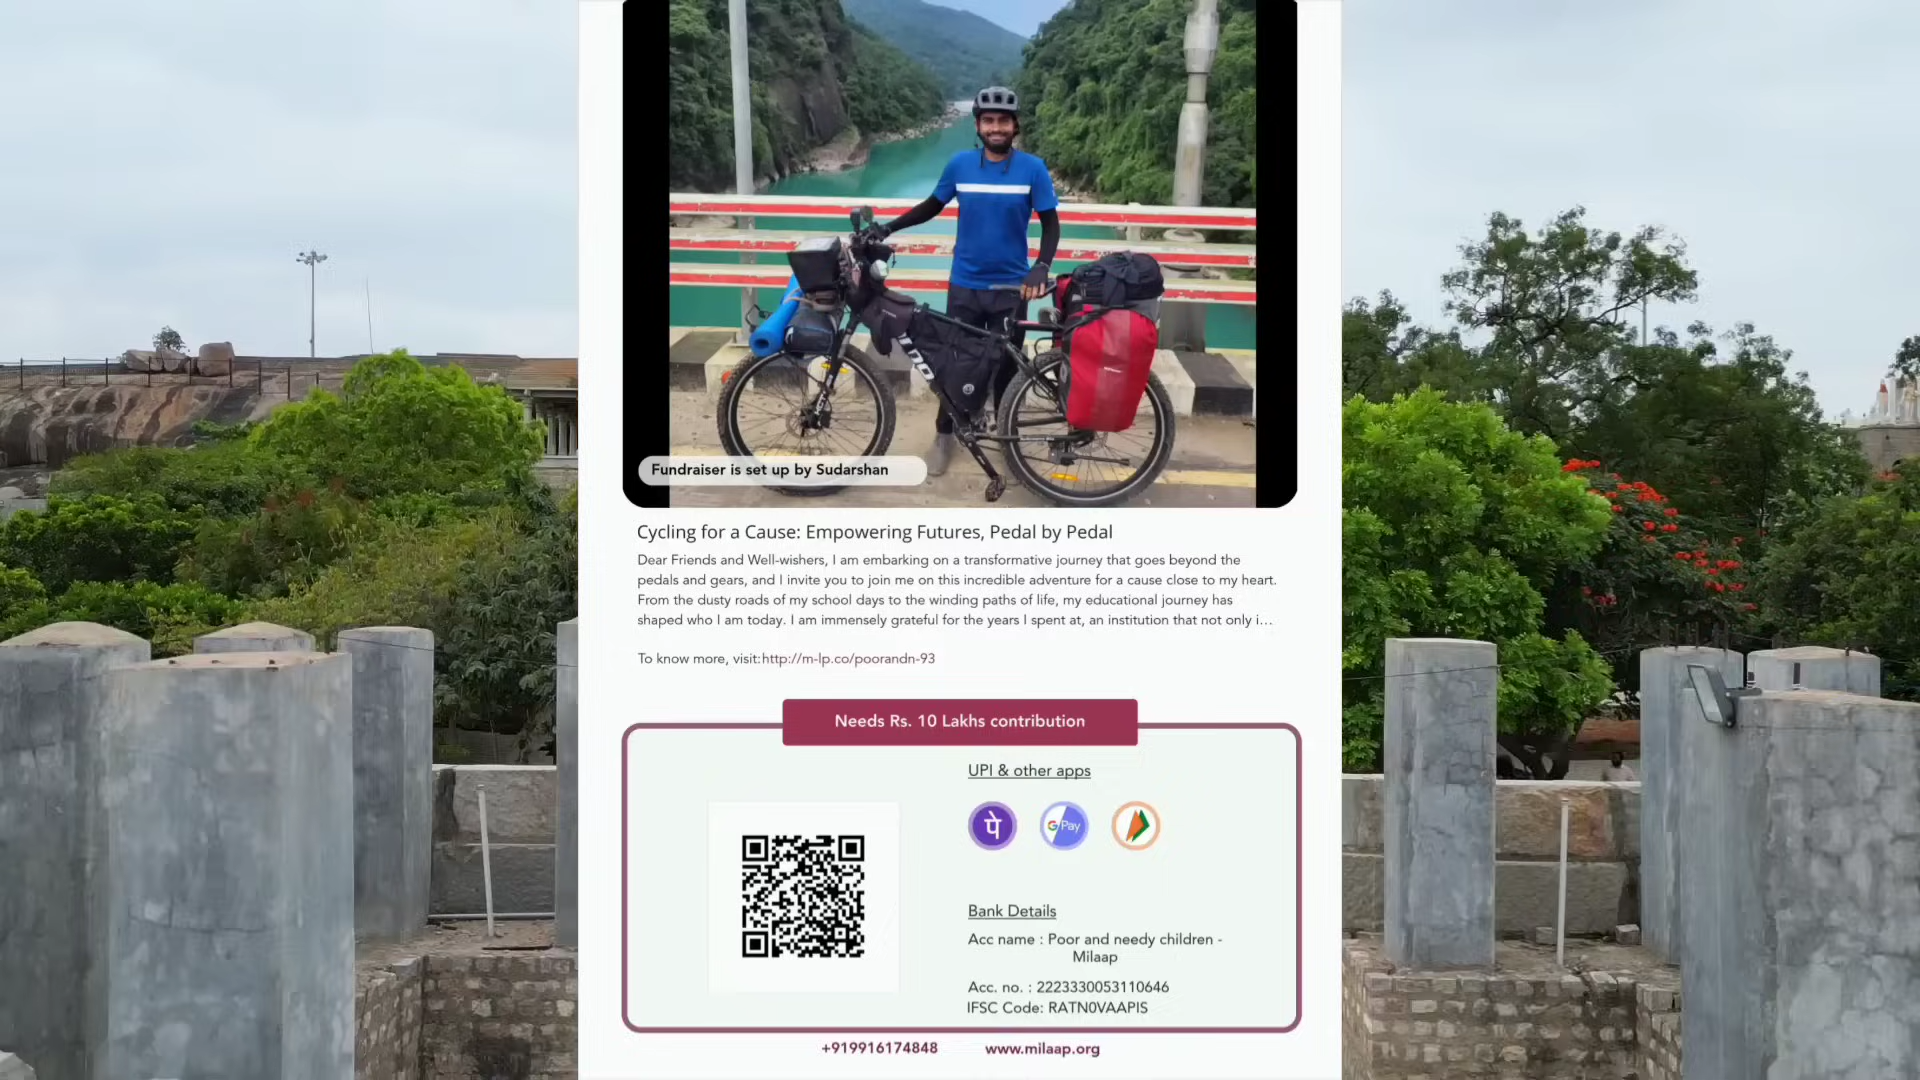 Fundraiser is set up by Sudarshan
Cycling for a Cause: Empowering Futures, Pedal by Pedal
Dear Friends and Well-wishers, I am embarking on a transformative journey that goes beyond the
pedals and gears, and I invite you to join me on this incredible adventure for a cause close to my heart.
From the dusty roads of my school days to the winding paths of life, my educational journey has
shaped who I am today. I am immensely grateful for the years I spent at, an institution that not only i...
To know more, visit:http://m-lp.co/poorandn-93
Needs Rs. 10 Lakhs contribution
UPI & other apps
पे
G Pay
Bank Details
Acc name : Poor and needy children -
Milaap
Acc. no. : 2223330053110646
IFSC Code: RATN0VAAPIS
+919916174848 www.milaap.org